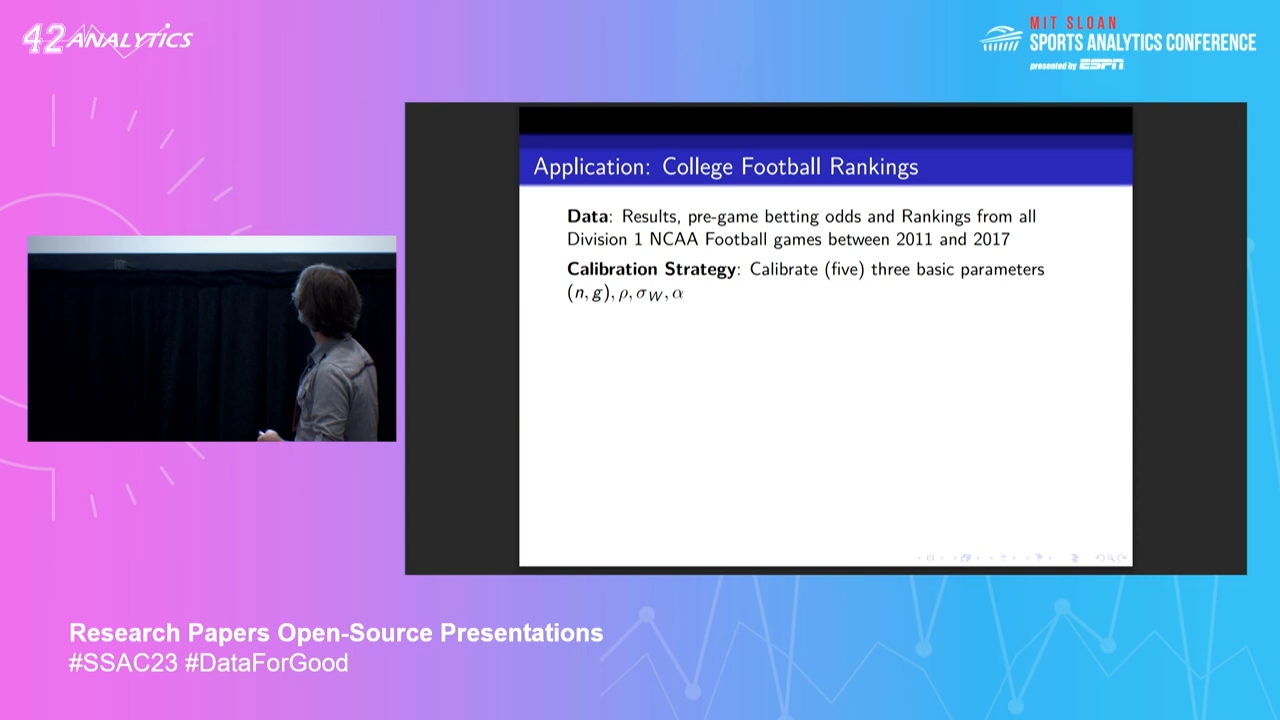 42 ANALYTICS
MIT SLOAN
SPORTS ANALYTICS CONFERENCE
presented by ESPN
Application: College Football Rankings
Data: Results, pre-game betting odds and Rankings from all
Division 1 NCAA Football games between 2011 and 2017
Calibration Strategy: Calibrate (five) three basic parameters
(n, g), ρ, σ_W, α
Research Papers Open-Source Presentations
#SSAC23 #DataForGood